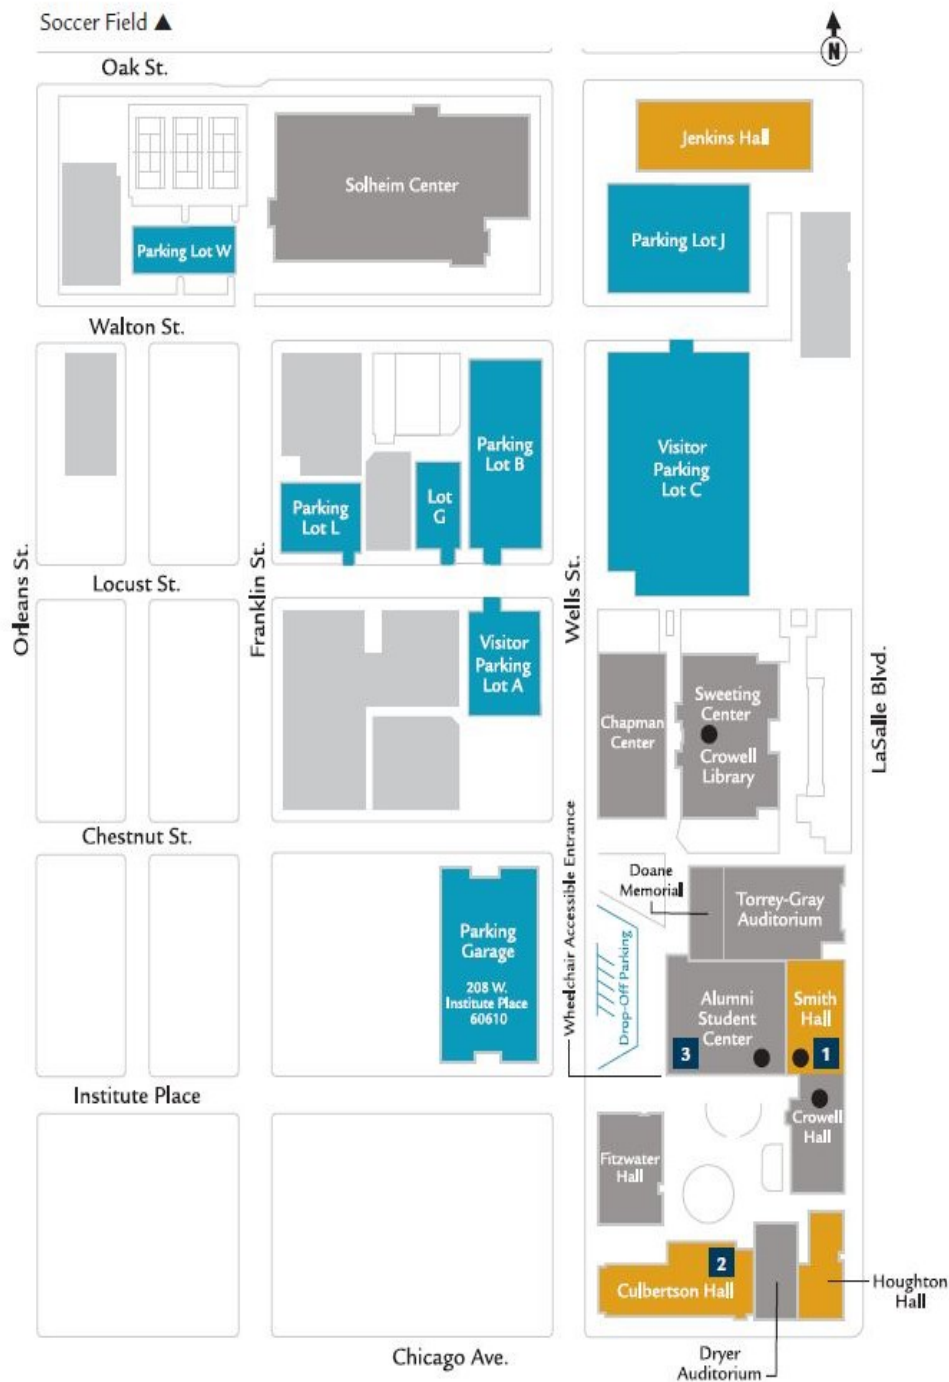 Soccer Field ▲
N
Oak St.
Jenkins Hall
Solheim Center
Parking Lot J
Parking Lot W
Walton St.
Parking
Lot B
Visitor
Parking
Lot C
Lot
G
Parking
Lot L
Orleans St.
Franklin St.
Wells St.
LaSalle Blvd.
Locust St.
Visitor
Parking
Lot A
Chapman
Center
Sweeting
Center
Crowell
Library
Chestnut St.
Wheelchair Accessible Entrance
Doane
Memorial
Torrey-Gray
Auditorium
Parking
Garage
208 W.
Institute Place
60610
Drop-Off Parking
Alumni
Student
Center
Smith
Hall
3
1
Institute Place
Crowell
Hall
Fitzwater
Hall
2
Culbertson Hall
Houghton
Hall
Chicago Ave.
Dryer
Auditorium